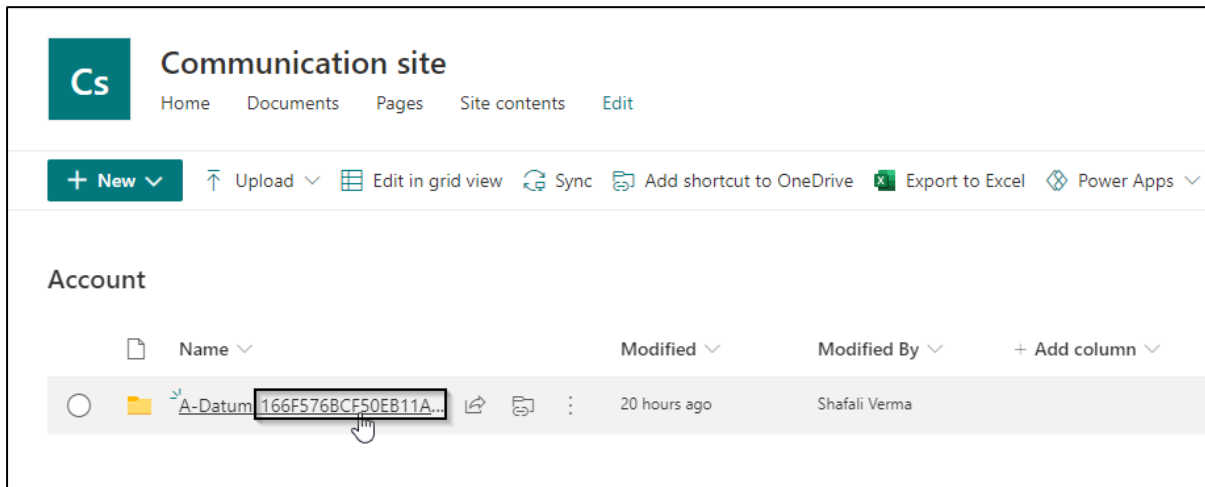 Cs
Communication site
Home Documents Pages Site contents Edit
+ New Upload Edit in grid view Sync Add shortcut to OneDrive Export to Excel Power Apps
Account
Name Modified Modified By + Add column
A-Datum_166F576BCF50EB11A... 20 hours ago Shafali Verma